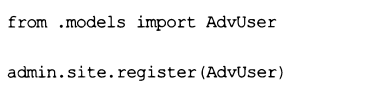 from .models import AdvUser
admin.site.register(AdvUser)